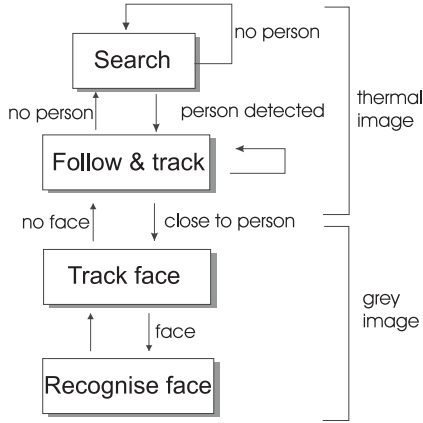 no person
Search
thermal
image
no person
person detected
Follow & track
no face
close to person
Track face
grey
image
face
Recognise face